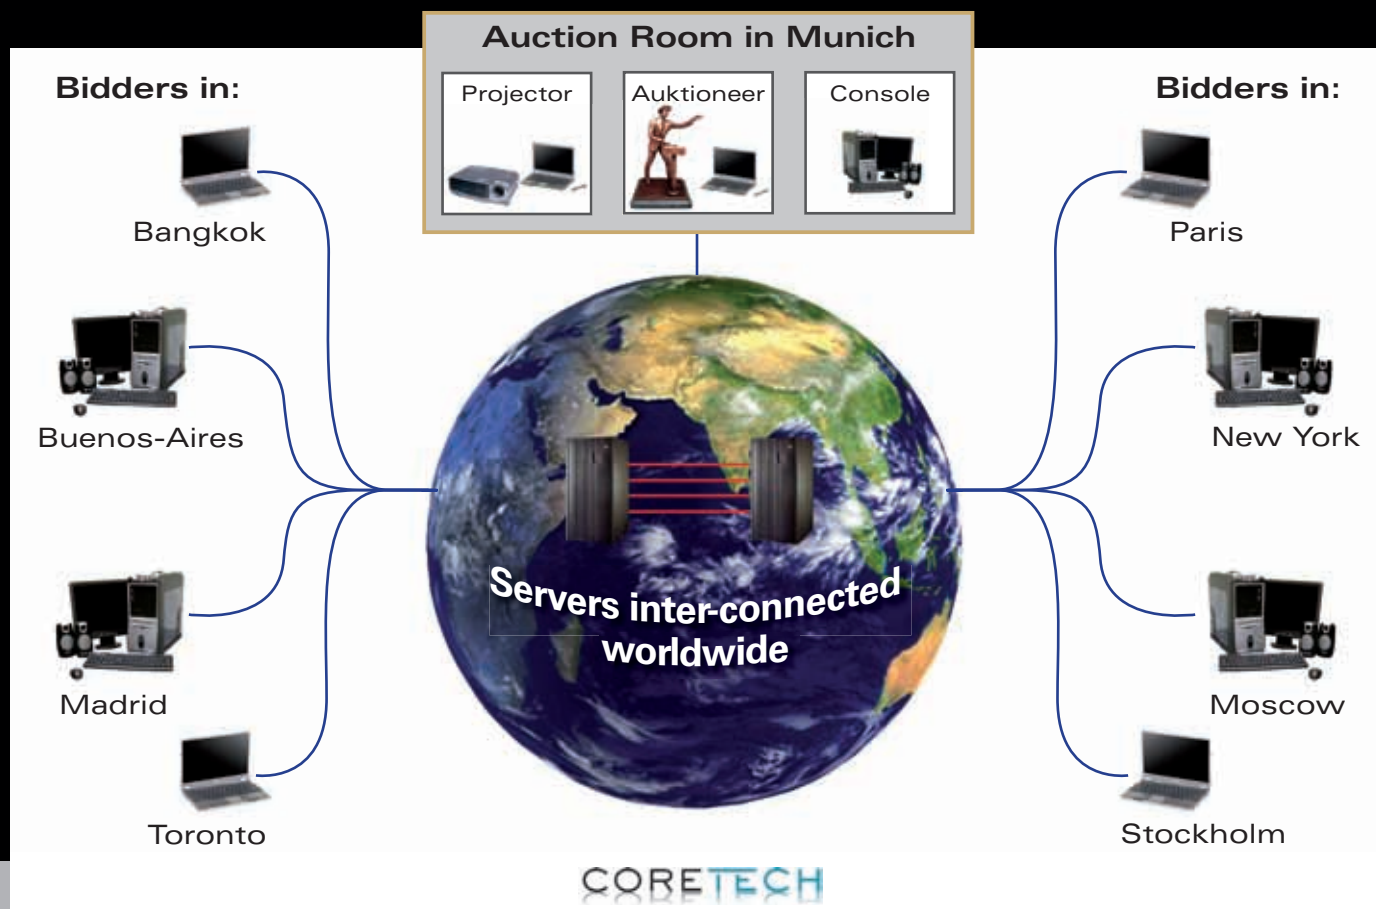 Auction Room in Munich
Projector
Auktioneer
Console
Bidders in:
Bangkok
Buenos-Aires
Madrid
Toronto
Bidders in:
Paris
New York
Moscow
Stockholm
Servers inter-connected
worldwide
CORETECH